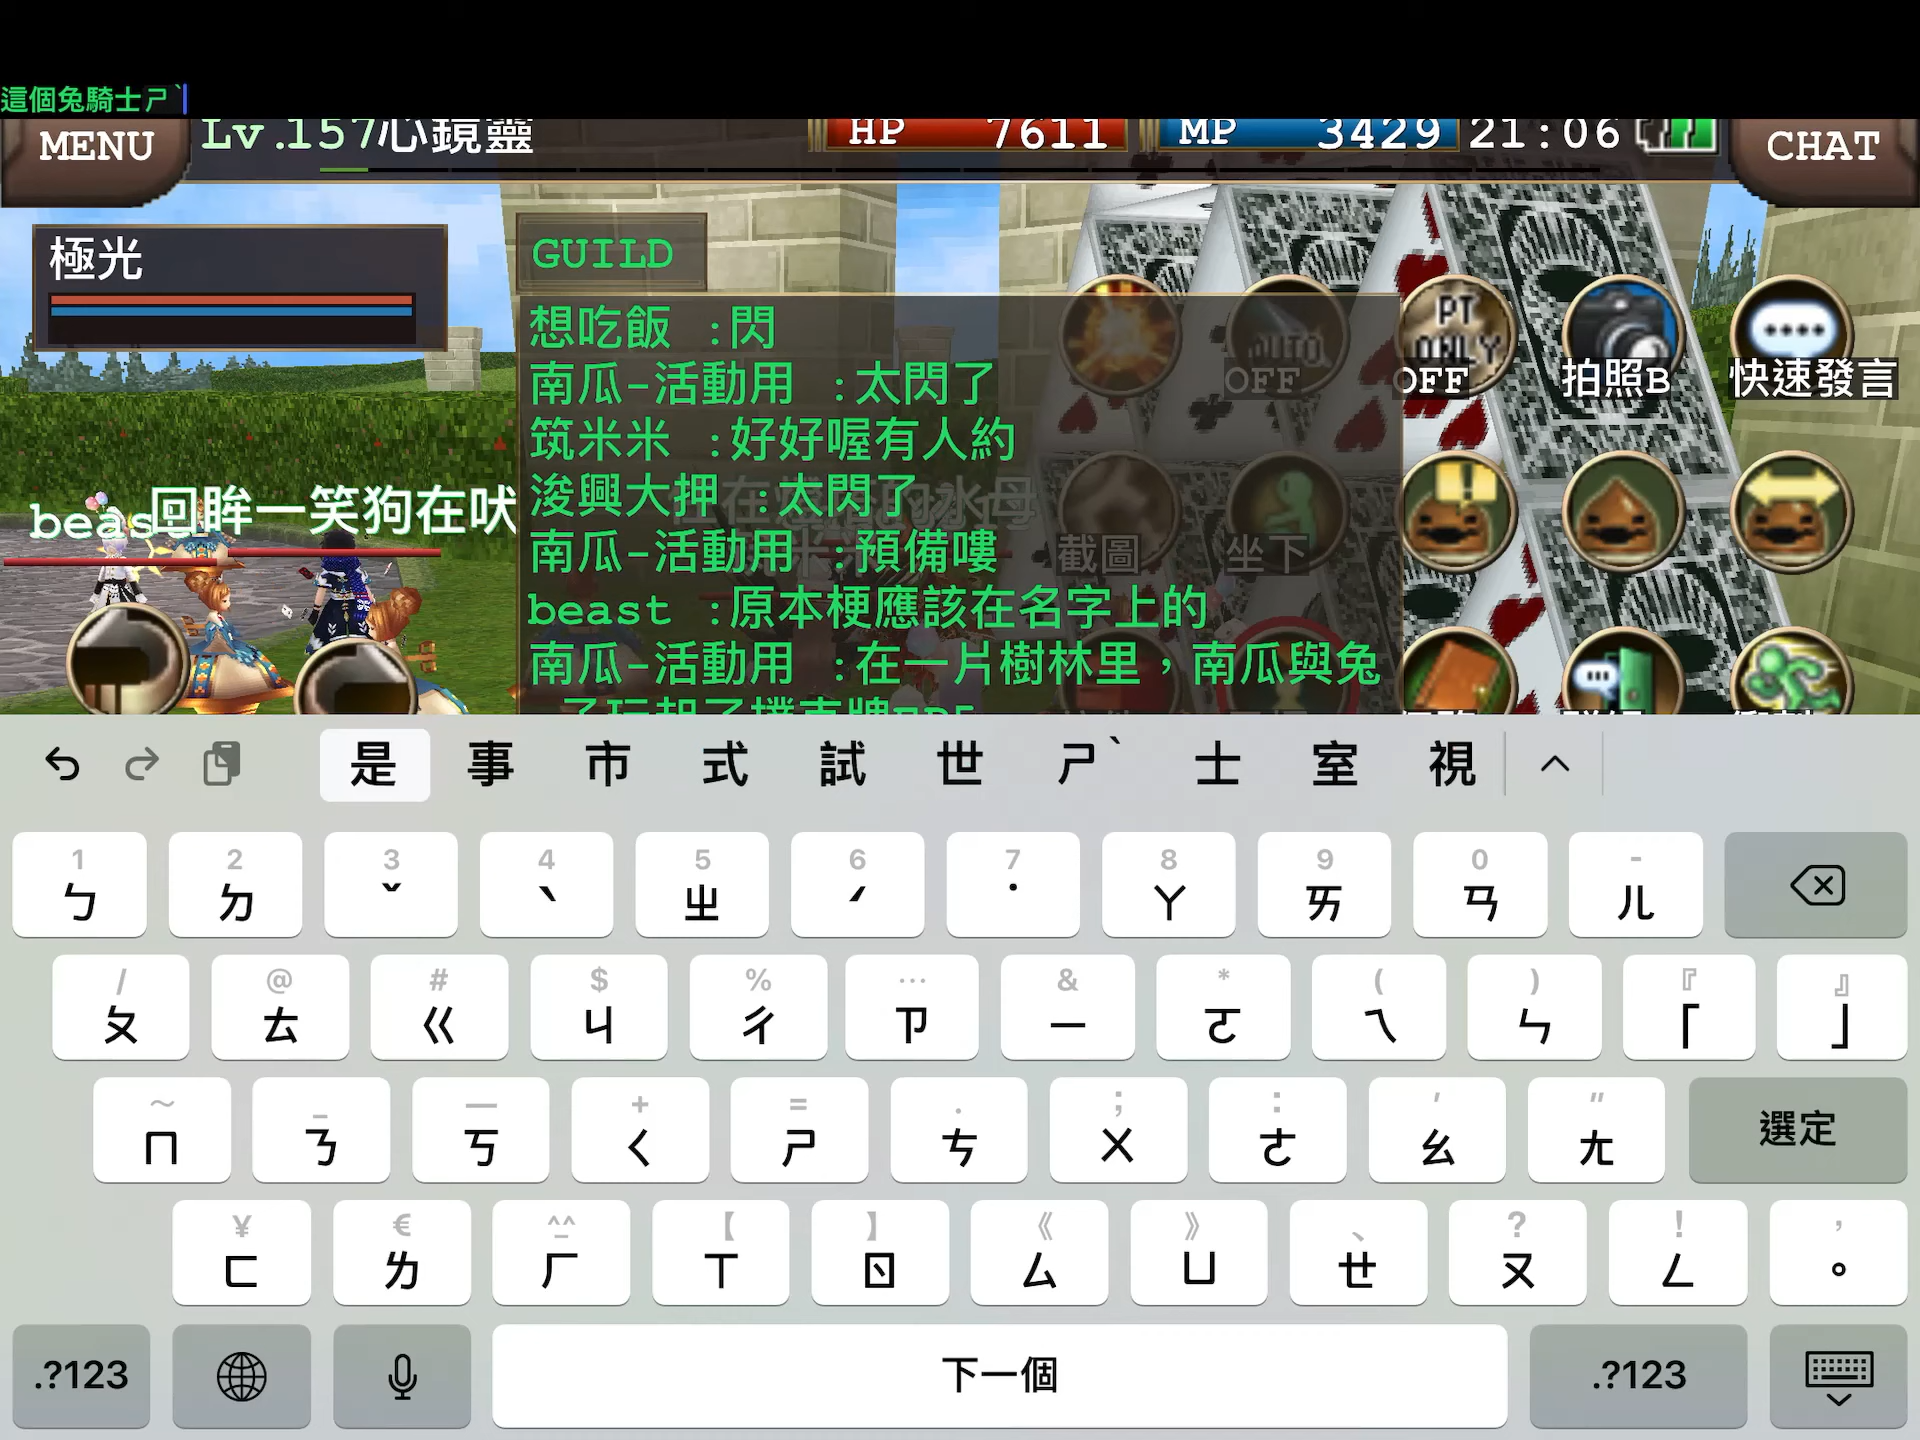 這個兔騎士ㄕˋ
MENU
Lv.157心鏡靈
HP 7611
MP 3429
21:06
CHAT
極光
GUILD
想吃飯 :閃
南瓜-活動用 :太閃了
筑米米 :好好喔有人約
浚興大押 :太閃了
南瓜-活動用 :預備嘍
beast :原本梗應該在名字上的
南瓜-活動用 :在一片樹林里，南瓜與兔
AUTO OFF
PT ONLY OFF
拍照B
快速發言
截圖
坐下
beast
回眸一笑狗在吠
是 事 市 式 試 世 ㄕˋ 士 室 視
1 2 3 4 5 6 7 8 9 0 -
ㄅ ㄉ ˇ ˋ ㄓ ˊ ˙ ㄚ ㄞ ㄢ ㄦ
/ @ # $ % … & * ( ) 『 』
ㄆ ㄊ ㄍ ㄐ ㄔ ㄗ ㄧ ㄛ ㄟ ㄣ 「 」
~ _ — + = . ; : ' "
ㄇ ㄋ ㄎ ㄑ ㄕ ㄘ ㄨ ㄜ ㄠ ㄤ 選定
¥ € ^_^ 【 】 《 》 、 ? ! ，
ㄈ ㄌ ㄏ ㄒ ㄖ ㄙ ㄩ ㄝ ㄡ ㄥ 。
.?123 下一個 .?123